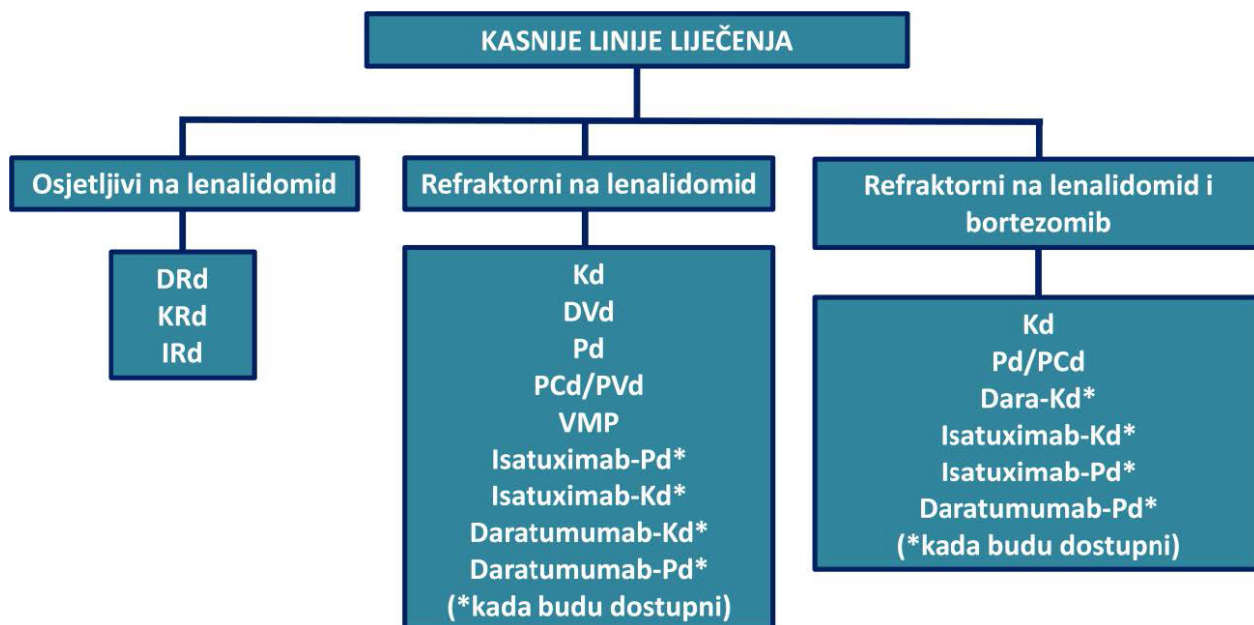 KASNIJE LINIJE LIJEČENJA
Osjetljivi na lenalidomid
DRd
KRd
IRd
Refraktorni na lenalidomid
Kd
DVd
Pd
PCd/PVd
VMP
Isatuximab-Pd*
Isatuximab-Kd*
Daratumumab-Kd*
Daratumumab-Pd*
(*kada budu dostupni)
Refraktorni na lenalidomid i
bortezomib
Kd
Pd/PCd
Dara-Kd*
Isatuximab-Kd*
Isatuximab-Pd*
Daratumumab-Pd*
(*kada budu dostupni)